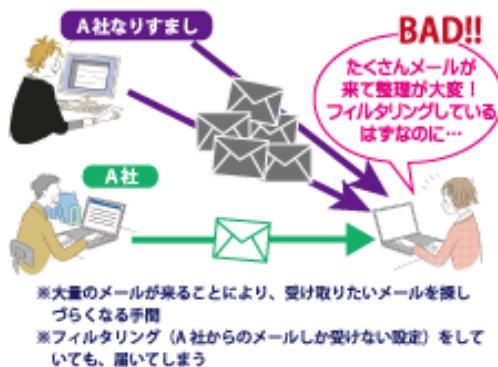 A社なりすまし
BAD!!
たくさんメールが
来て整理が大変！
フィルタリングしている
はずなのに…
A社
※大量のメールが来ることにより、受け取りたいメールを探し
づらくなる手間
※フィルタリング（A社からのメールしか受けない設定）をして
いても、届いてしまう